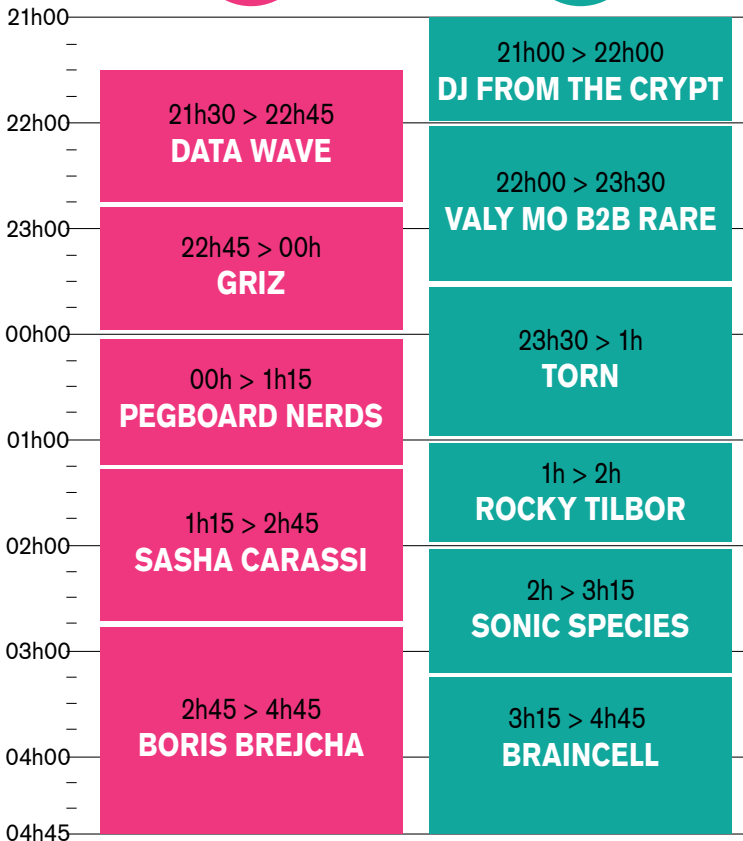 21h00
22h00
23h00
00h00
01h00
02h00
03h00
04h00
04h45
21h30 > 22h45
DATA WAVE
22h45 > 00h
GRIZ
00h > 1h15
PEGBOARD NERDS
1h15 > 2h45
SASHA CARASSI
2h45 > 4h45
BORIS BREJCHA
21h00 > 22h00
DJ FROM THE CRYPT
22h00 > 23h30
VALY MO B2B RARE
23h30 > 1h
TORN
1h > 2h
ROCKY TILBOR
2h > 3h15
SONIC SPECIES
3h15 > 4h45
BRAINCELL